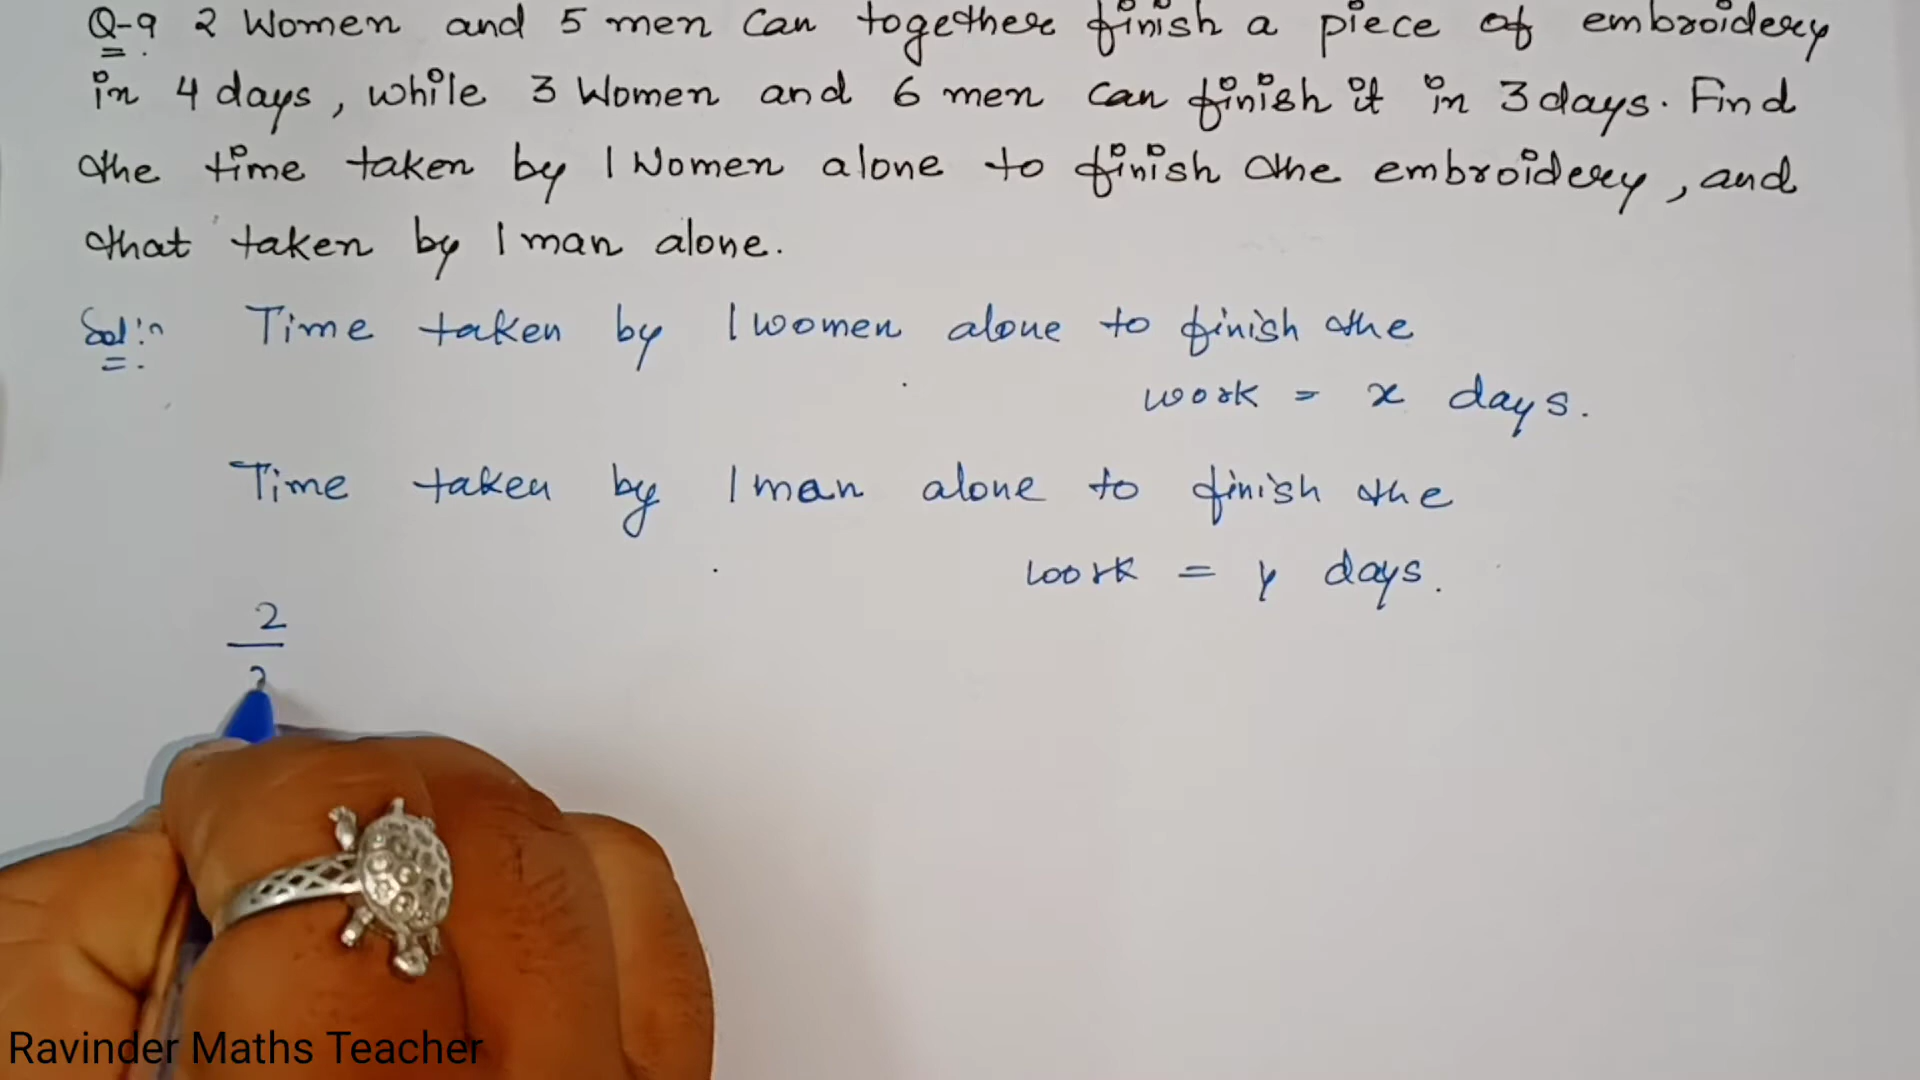 Q-9 2 Women and 5 men can together finish a piece of embroidery
in 4 days, while 3 Women and 6 men can finish it in 3 days. Find
the time taken by 1 Women alone to finish the embroidery, and
that taken by 1 man alone.
Sol:n Time taken by 1 women alone to finish the
work = x days.
Time taken by 1 man alone to finish the
work = y days.
2
Ravinder Maths Teacher